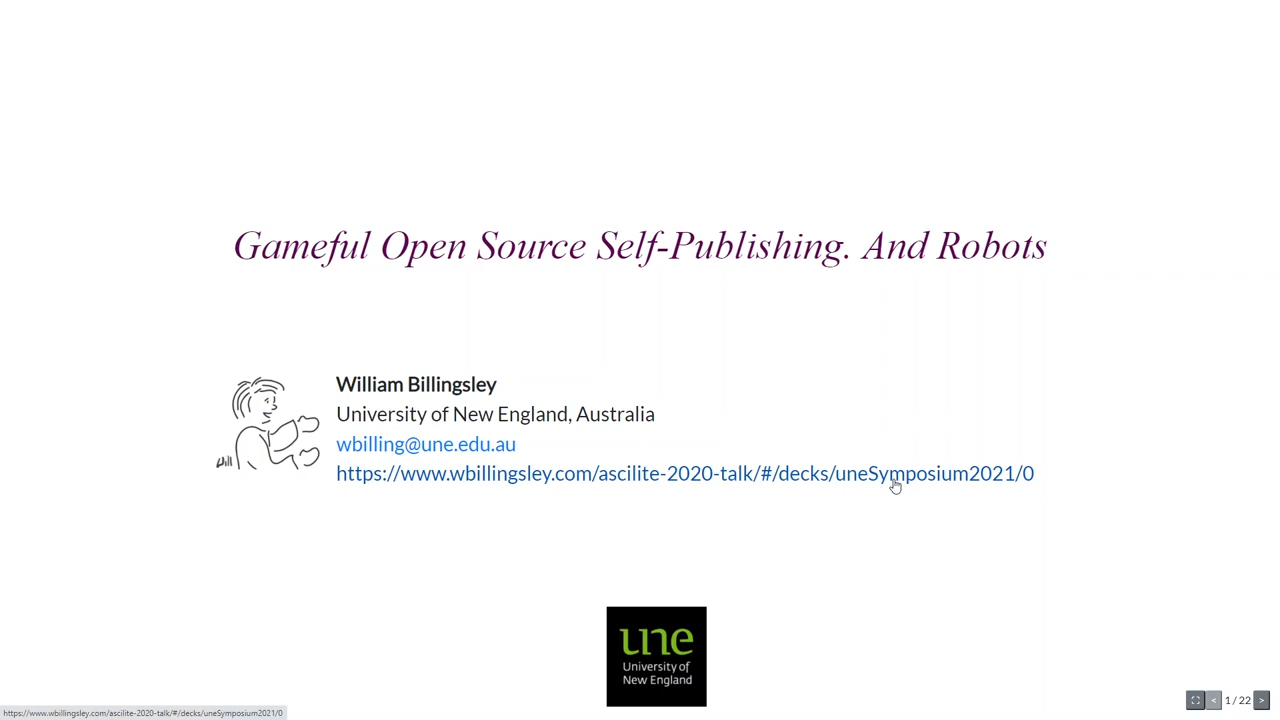 Gameful Open Source Self-Publishing. And Robots
William Billingsley
University of New England, Australia
wbilling@une.edu.au
https://www.wbillingsley.com/ascilite-2020-talk/#/decks/uneSymposium2021/0
Will
une
University of
New England
https://www.wbillingsley.com/ascilite-2020-talk/#/decks/uneSymposium2021/0
< 1 / 22 >